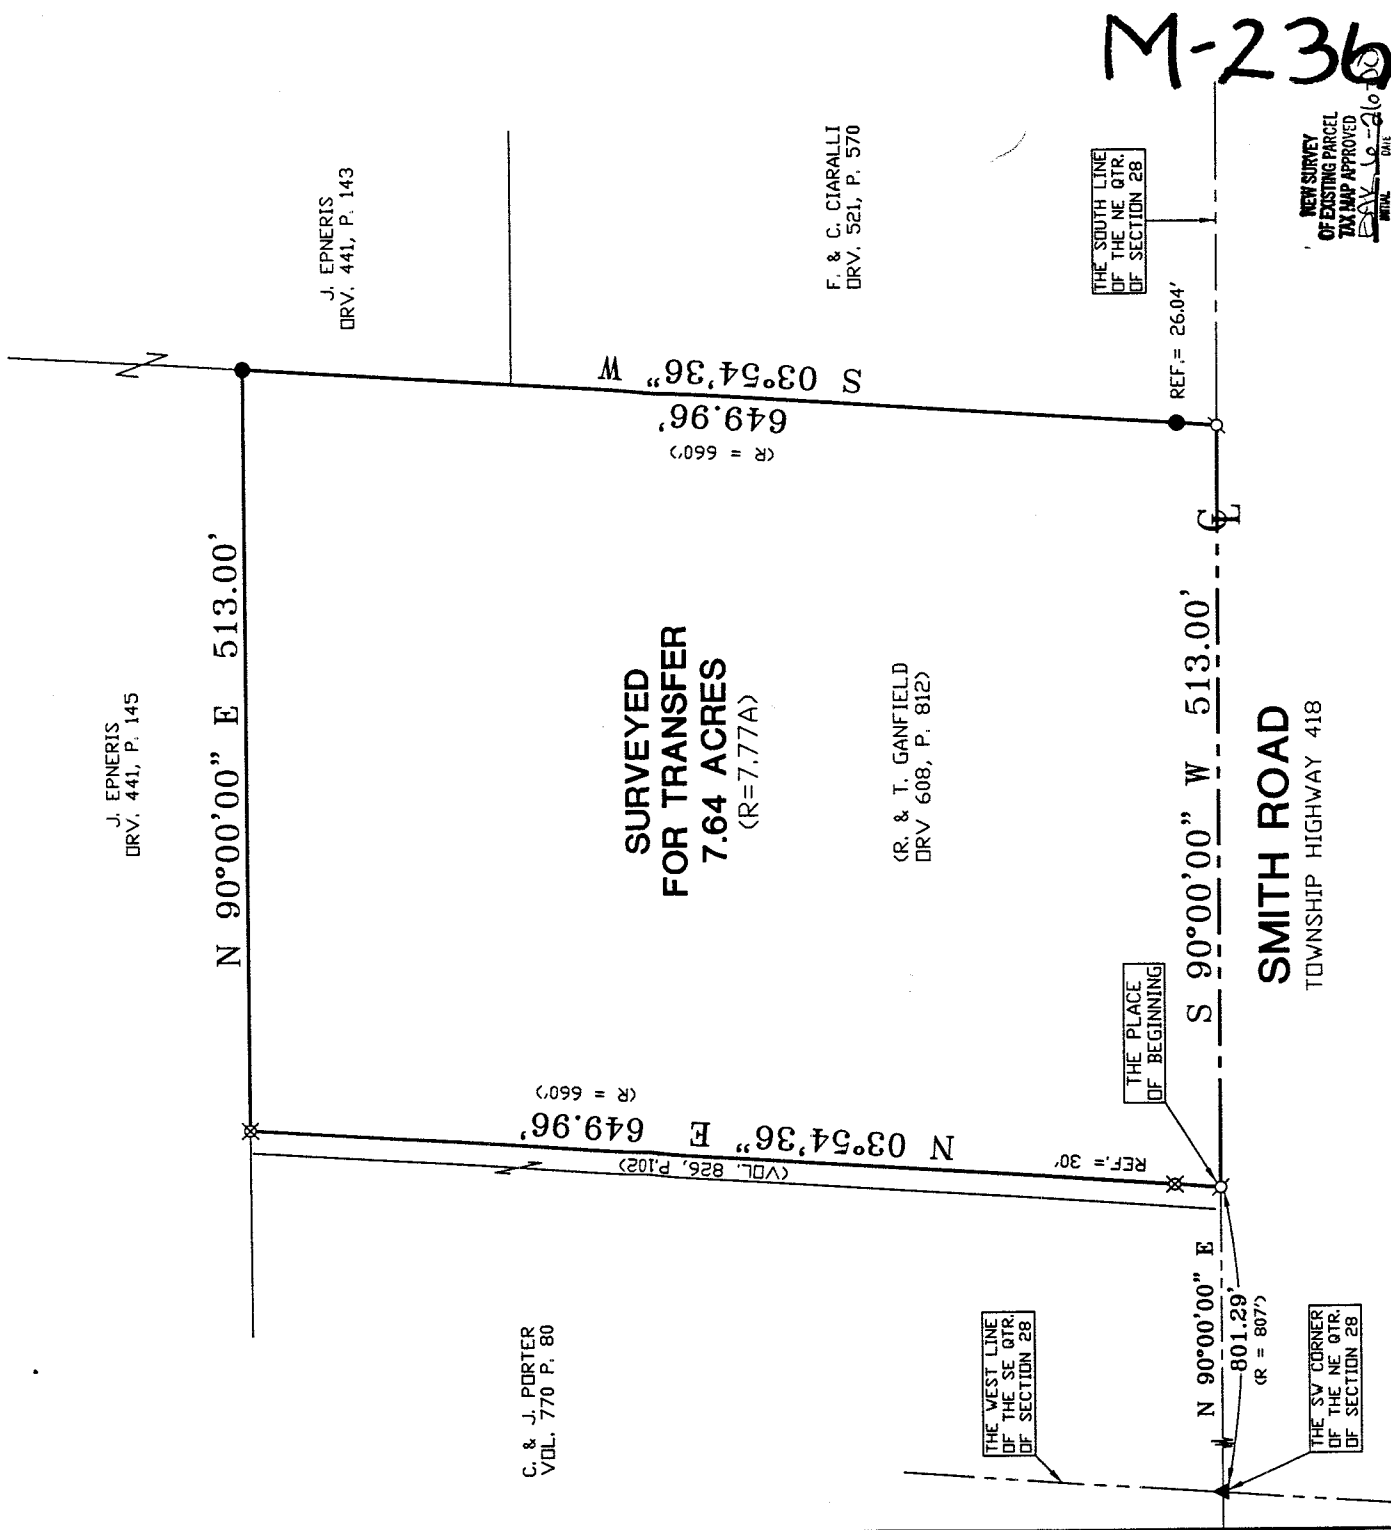 M-236
NEW SURVEY
OF EXISTING PARCEL
TAX MAP APPROVED
INITIAL DATE
J. EPNERIS
ORV. 441, P. 145
J. EPNERIS
ORV. 441, P. 143
F. & C. CIARALLI
ORV. 521, P. 570
THE SOUTH LINE
OF THE NE QTR.
OF SECTION 28
N 90°00'00" E 513.00'
S 03°54'36" W
649.96'
(R = 660')
REF.= 26.04'
SURVEYED
FOR TRANSFER
7.64 ACRES
(R=7.77A)
(R. & T. GANFIELD
ORV 608, P. 812)
N 03°54'36" E 649.96'
(R = 660')
(VOL. 826, P.102)
REF.= 30'
THE PLACE
OF BEGINNING
S 90°00'00" W 513.00'
CL
SMITH ROAD
TOWNSHIP HIGHWAY 418
C. & J. PORTER
VOL. 770 P. 80
THE WEST LINE
OF THE SE QTR.
OF SECTION 28
N 90°00'00" E
801.29'
(R = 807')
THE SW CORNER
OF THE NE QTR.
OF SECTION 28